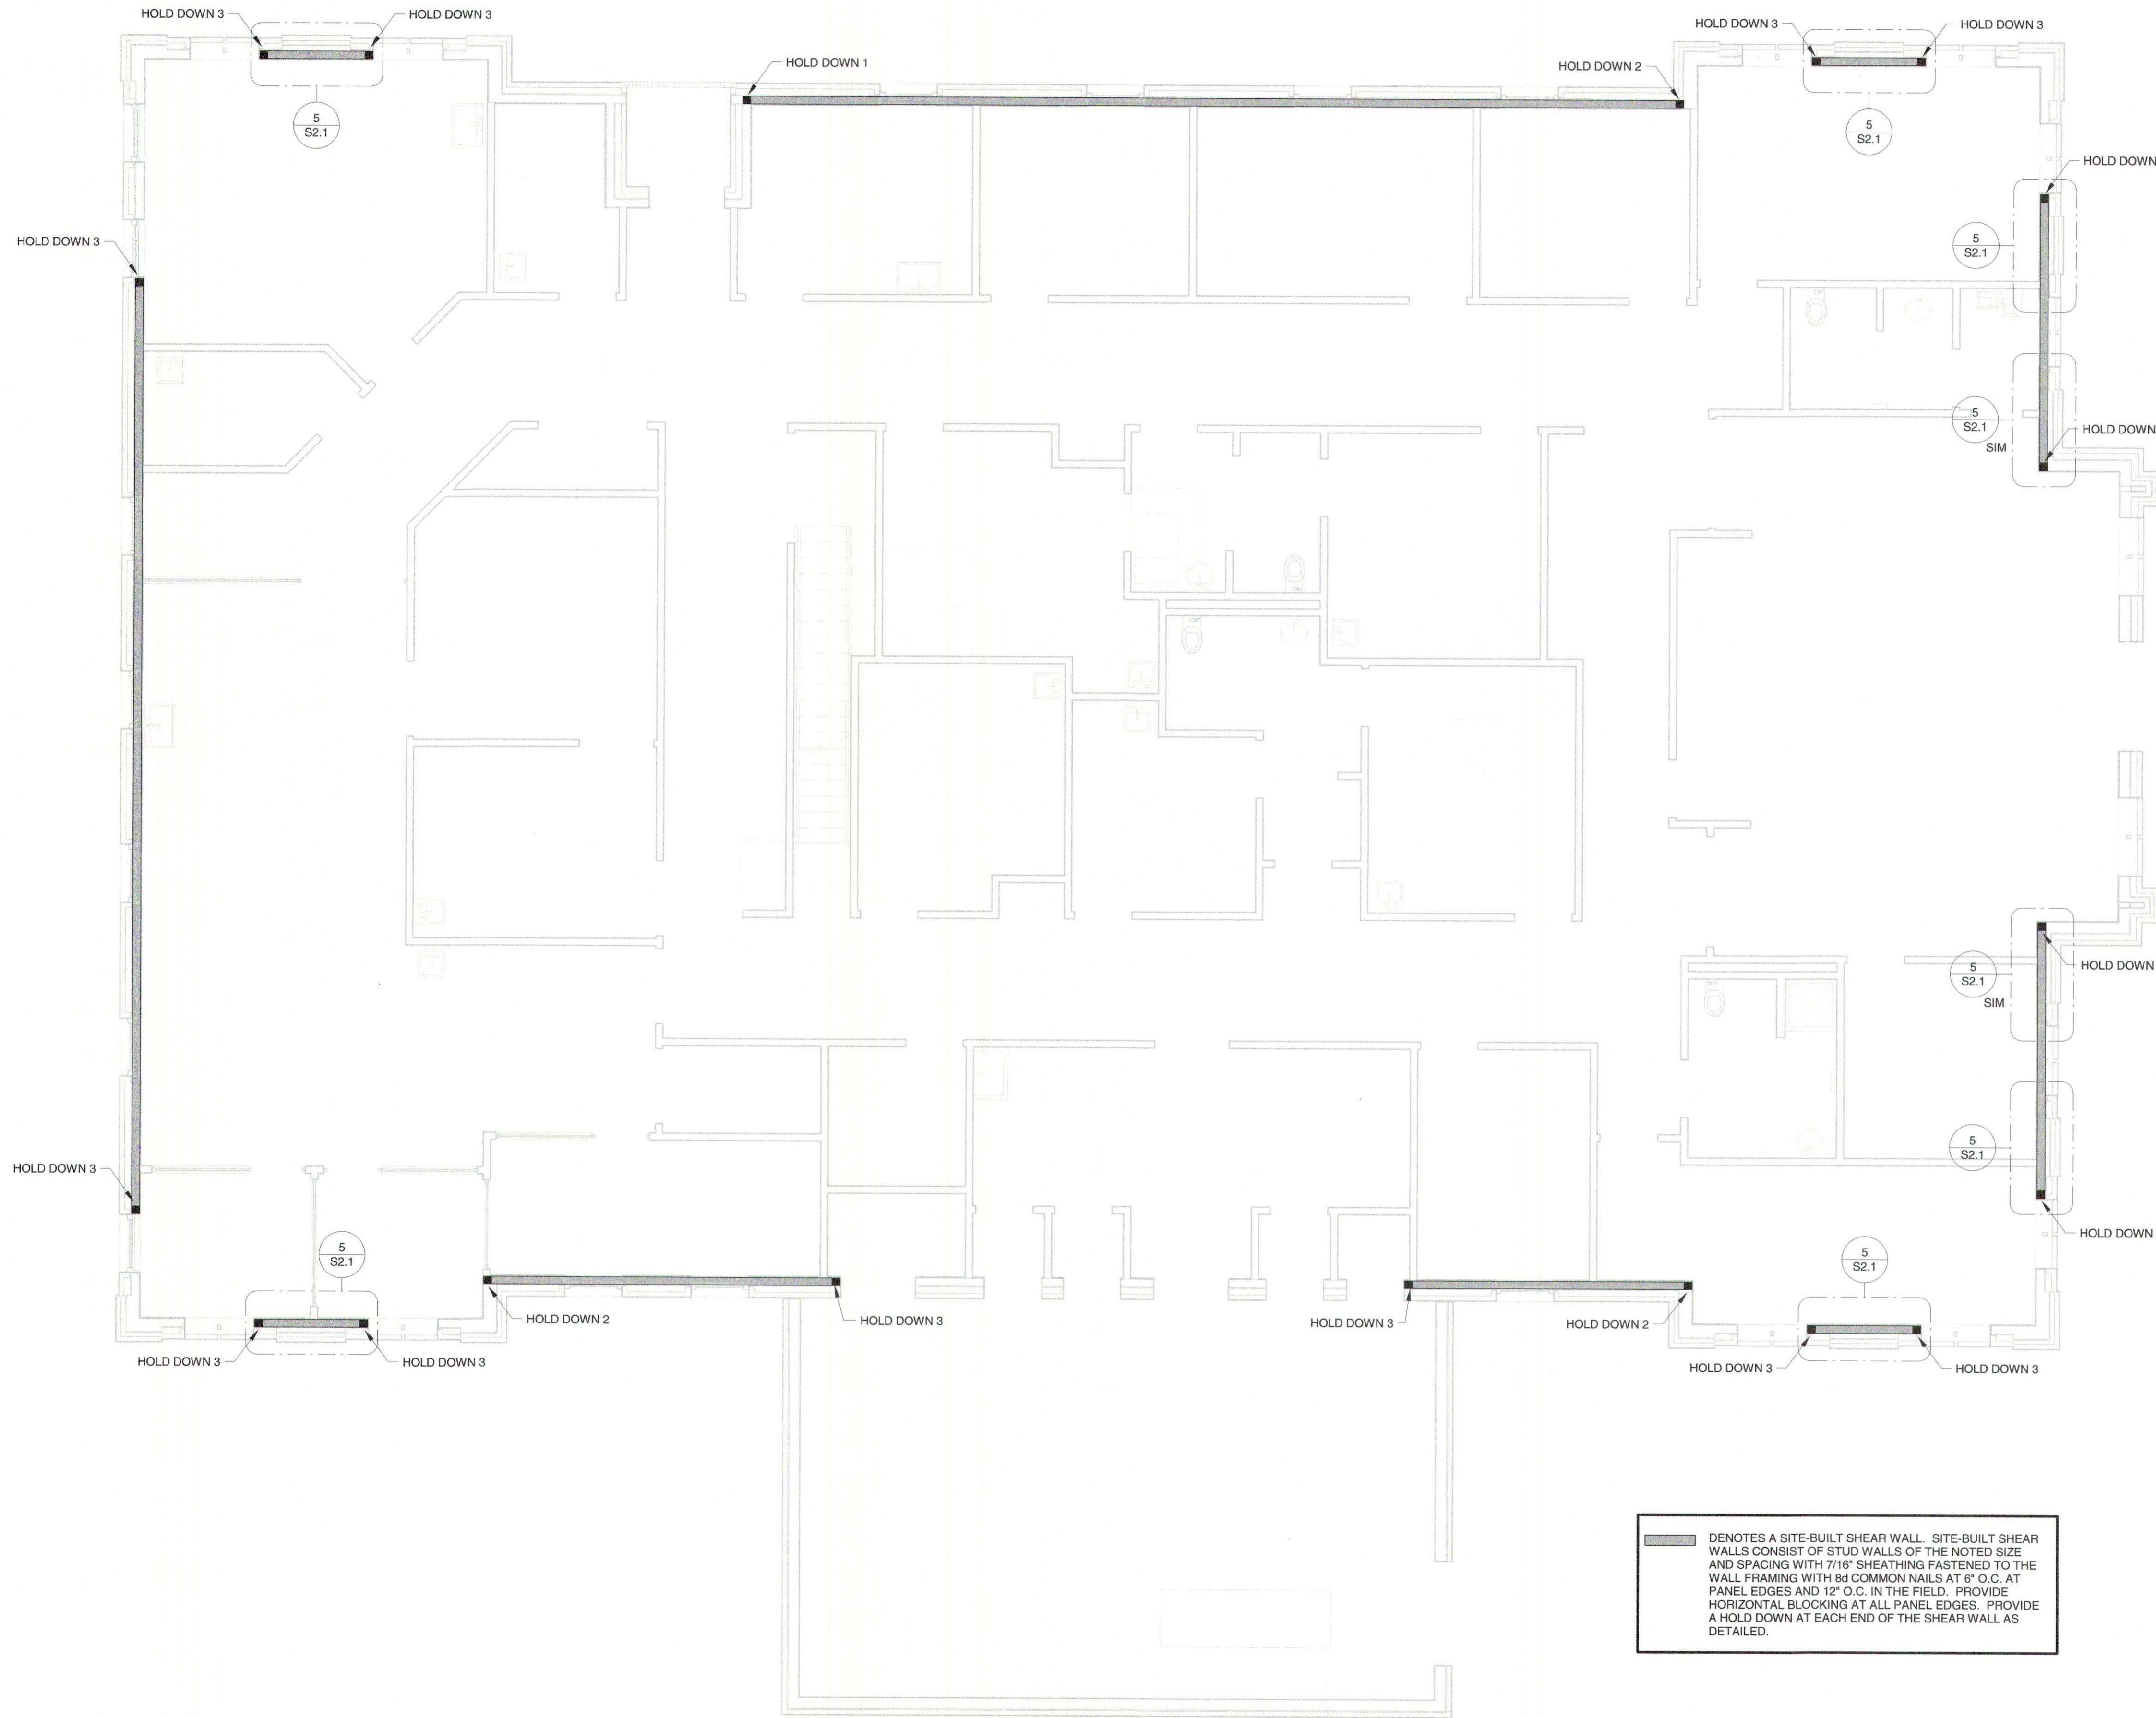 HOLD DOWN 3
HOLD DOWN 3
HOLD DOWN 3
HOLD DOWN 3
HOLD DOWN 1
HOLD DOWN 2
5
S2.1
5
S2.1
HOLD DOWN
HOLD DOWN 3
5
S2.1
5
S2.1
SIM
HOLD DOWN
5
S2.1
SIM
HOLD DOWN
5
S2.1
HOLD DOWN 3
HOLD DOWN
5
S2.1
5
S2.1
HOLD DOWN 2
HOLD DOWN 3
HOLD DOWN 3
HOLD DOWN 2
HOLD DOWN 3
HOLD DOWN 3
HOLD DOWN 3
HOLD DOWN 3
DENOTES A SITE-BUILT SHEAR WALL. SITE-BUILT SHEAR
WALLS CONSIST OF STUD WALLS OF THE NOTED SIZE
AND SPACING WITH 7/16" SHEATHING FASTENED TO THE
WALL FRAMING WITH 8d COMMON NAILS AT 6" O.C. AT
PANEL EDGES AND 12" O.C. IN THE FIELD. PROVIDE
HORIZONTAL BLOCKING AT ALL PANEL EDGES. PROVIDE
A HOLD DOWN AT EACH END OF THE SHEAR WALL AS
DETAILED.